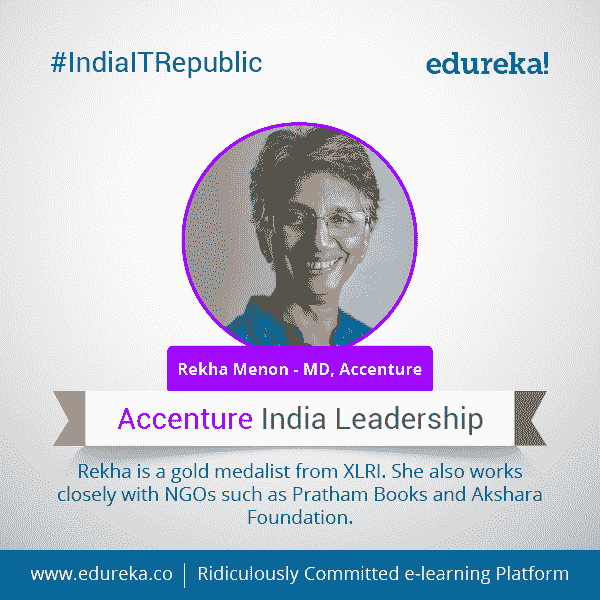 #IndiaITRepublic
edureka!
Rekha Menon - MD, Accenture
Accenture India Leadership
Rekha is a gold medalist from XLRI. She also works
closely with NGOs such as Pratham Books and Akshara
Foundation.
www.edureka.co | Ridiculously Committed e-learning Platform